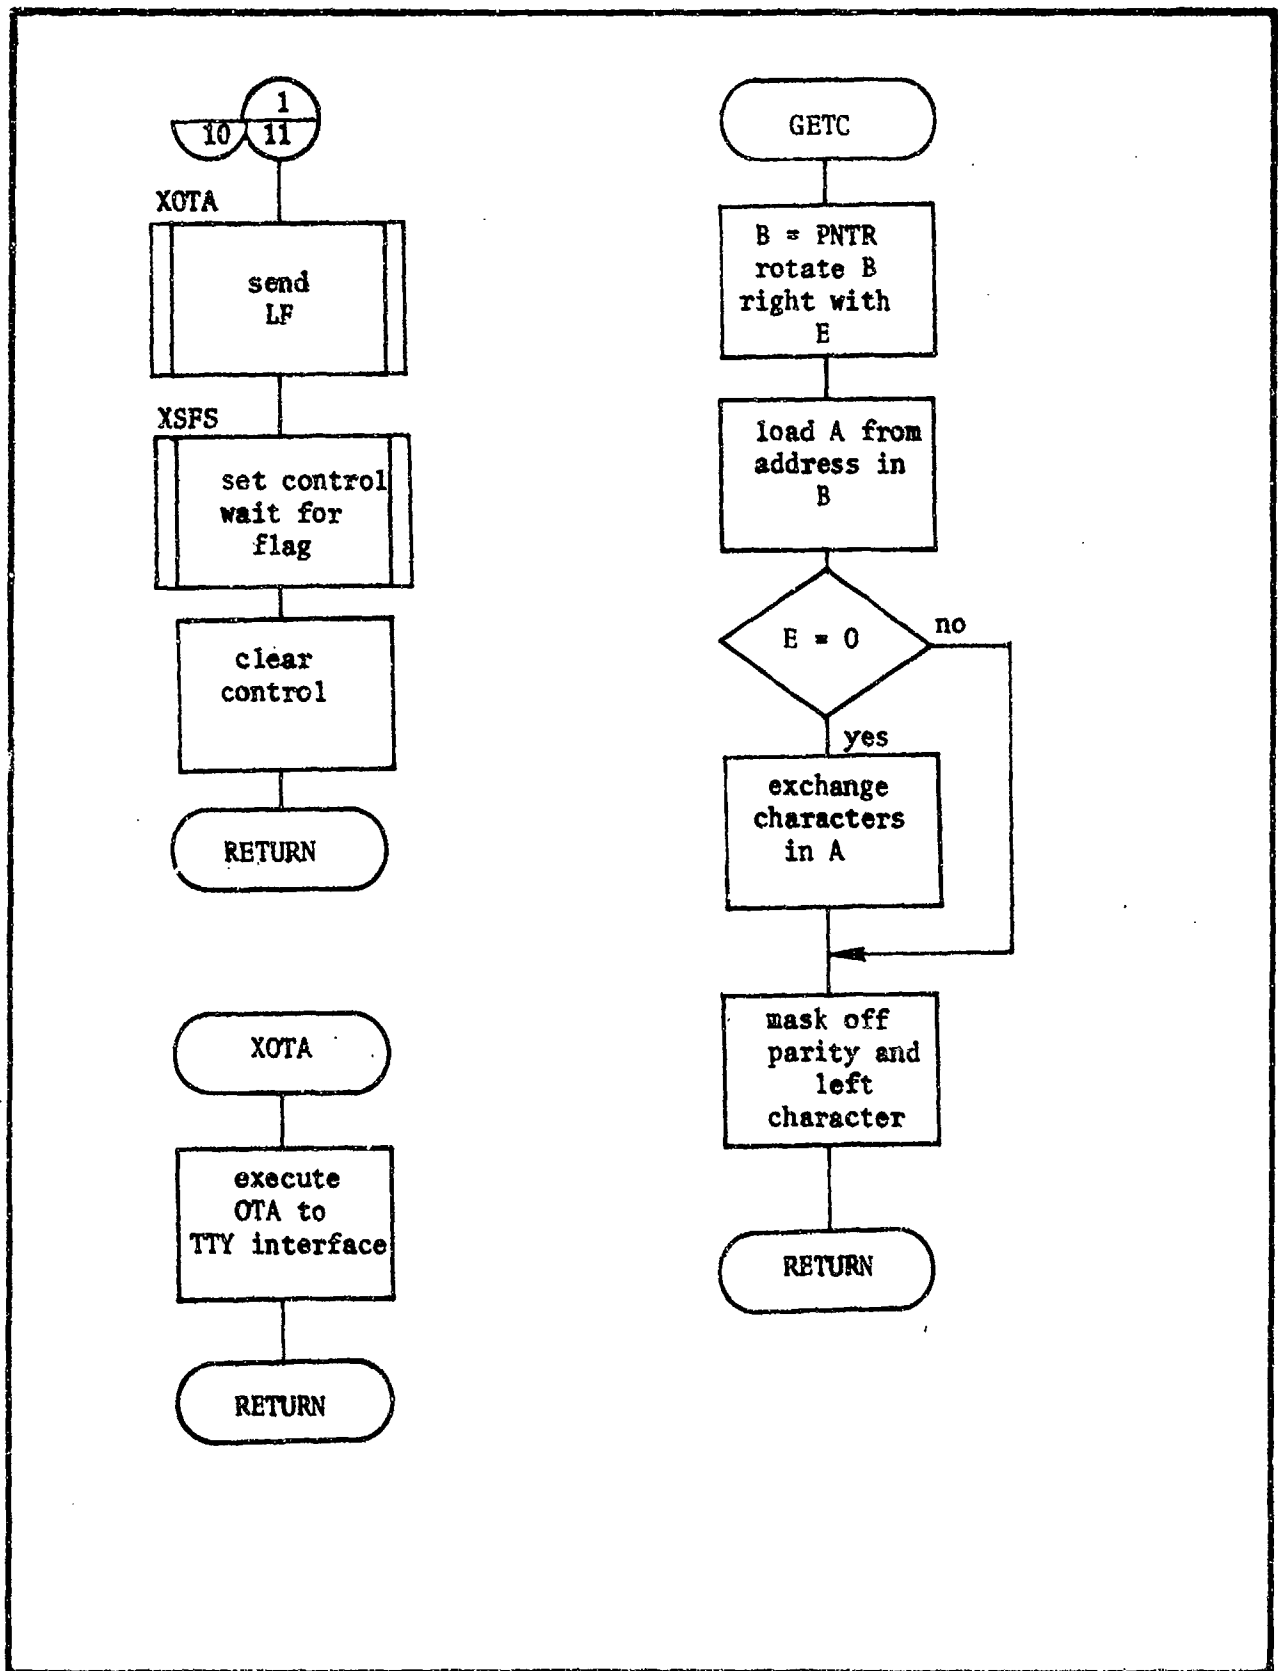 1
10 11
XOTA
send
LF
XSFS
set control
wait for
flag
clear
control
RETURN
XOTA
execute
OTA to
TTY interface
RETURN
GETC
B = PNTR
rotate B
right with
E
load A from
address in
B
E = 0
no
yes
exchange
characters
in A
mask off
parity and
left
character
RETURN